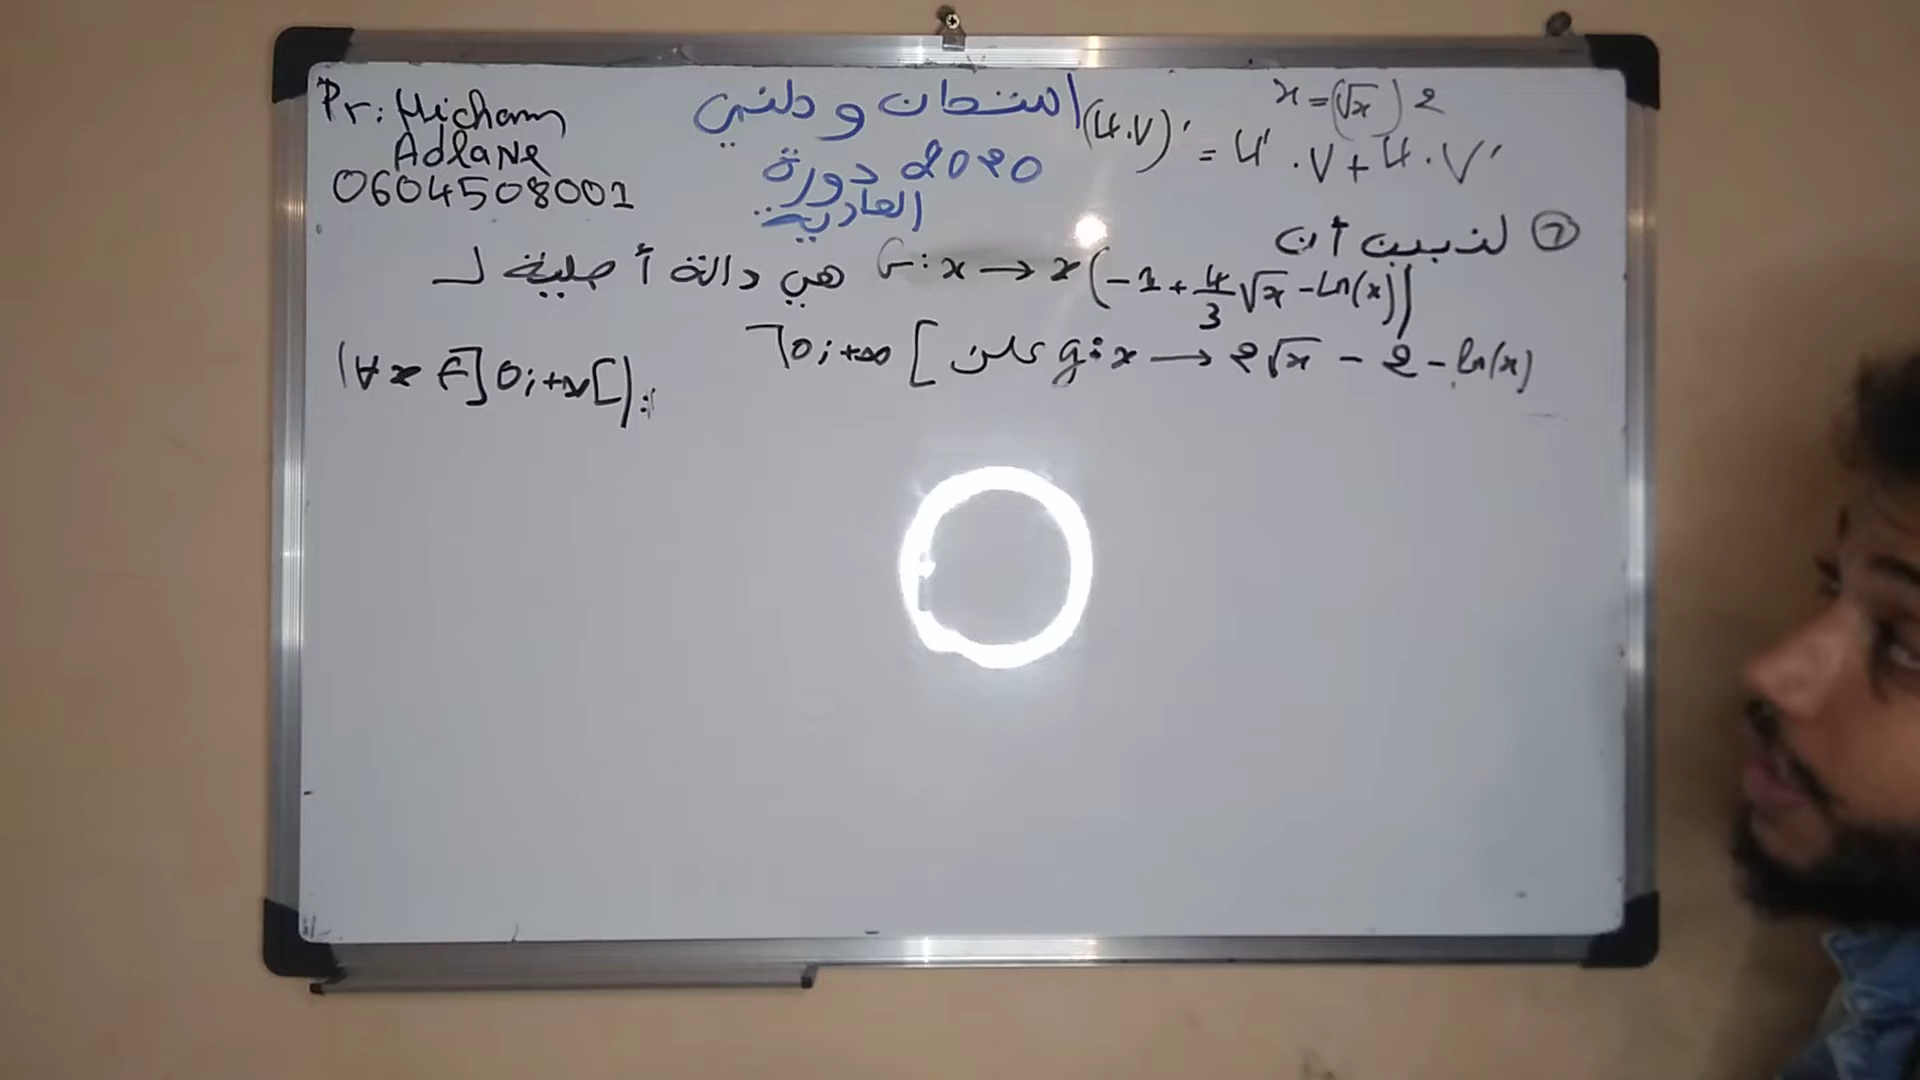 Pr: Hicham
Adlane
0604508001
امتحان وطني
2020 دورة
العادية
x = (√x)2
(U.V)' = U'.V + U.V'
⑦ لنبين أن
G: x → x(-1 + 4/3 √x - ln(x)) هي دالة أصلية لـ
g: x → 2√x - 2 - ln(x) على ]0;+∞[
(∀x ∈ ]0;+∞[):